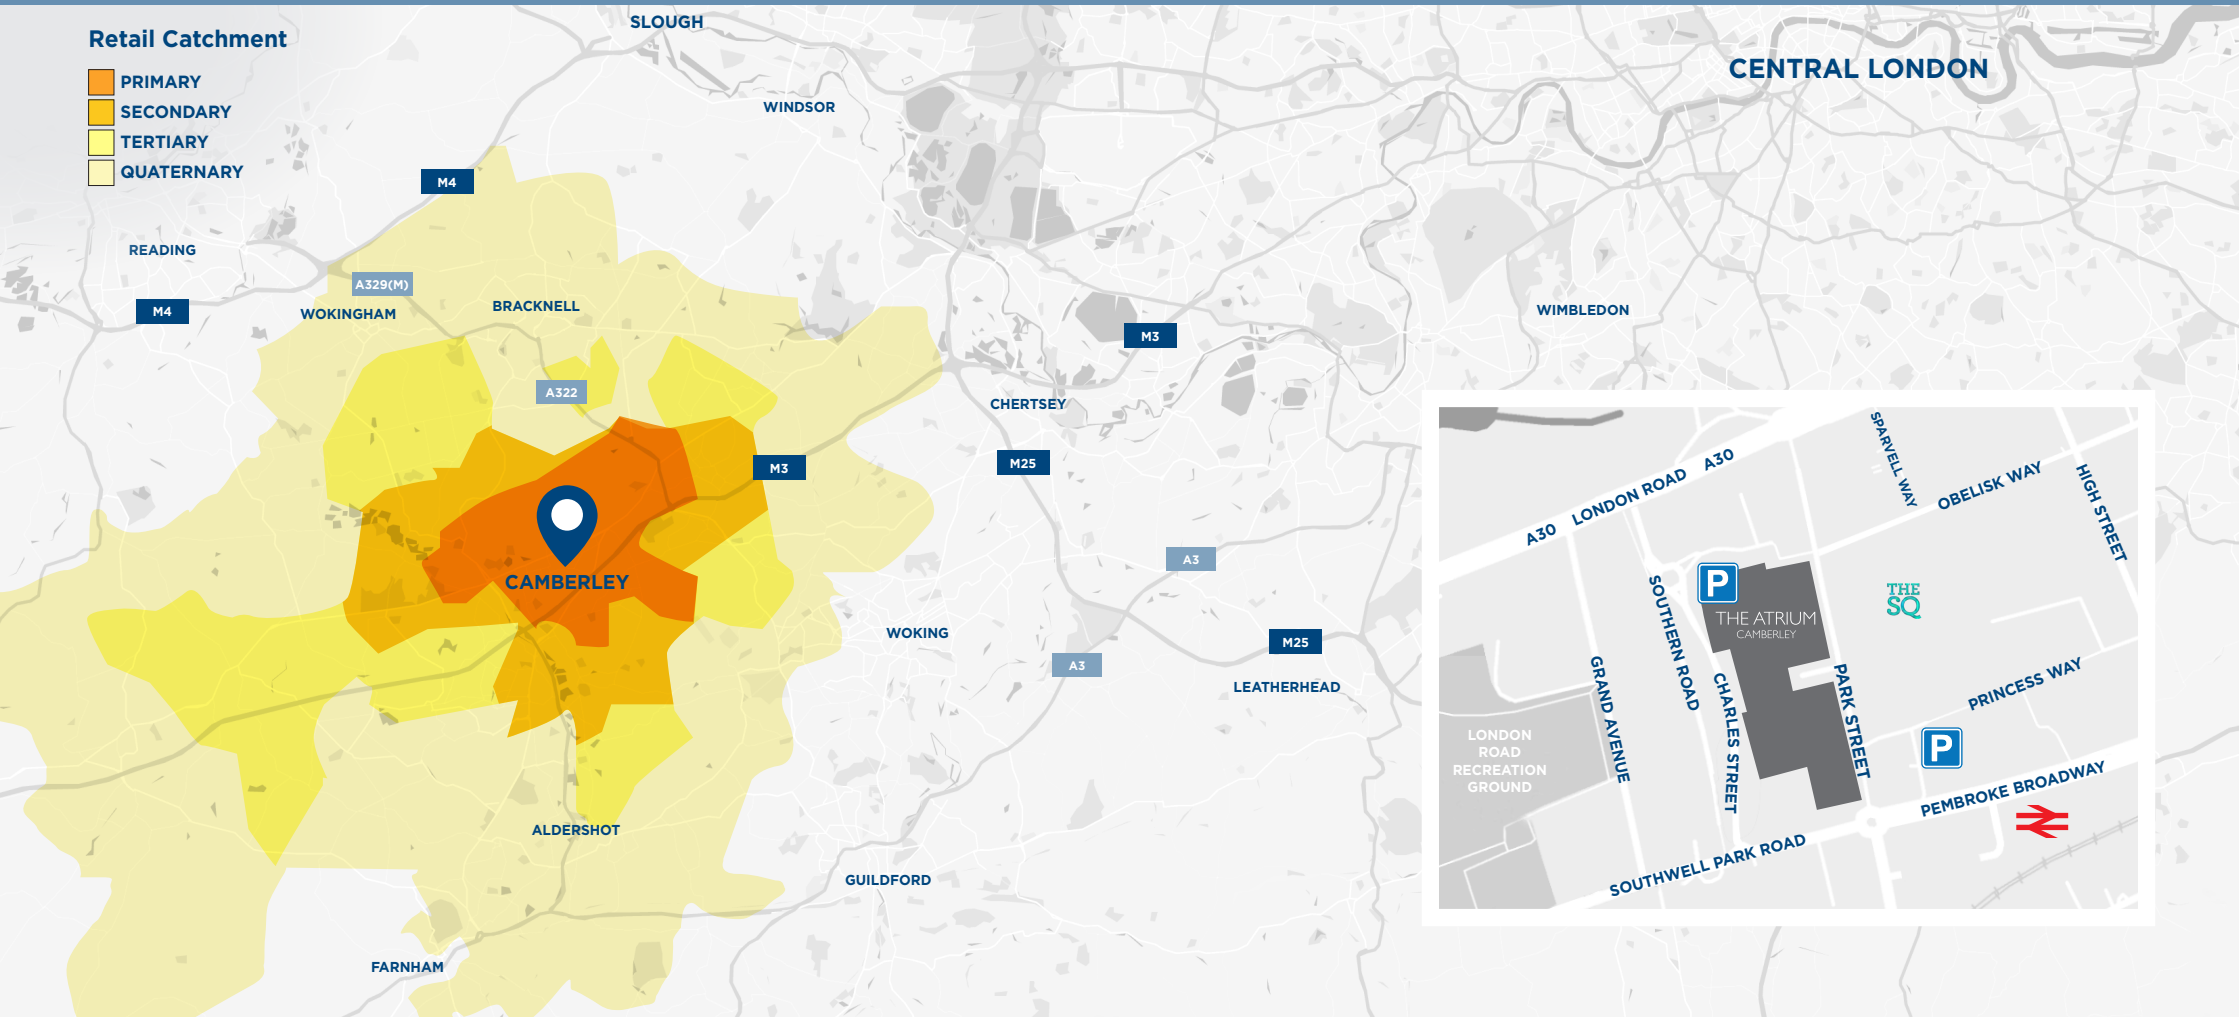 Retail Catchment
PRIMARY
SECONDARY
TERTIARY
QUATERNARY
SLOUGH
WINDSOR
CENTRAL LONDON
M4
READING
A329(M)
M4
WOKINGHAM
BRACKNELL
WIMBLEDON
M3
A322
CHERTSEY
M3
M25
CAMBERLEY
A3
WOKING
M25
A3
LEATHERHEAD
ALDERSHOT
GUILDFORD
FARNHAM
A30
LONDON ROAD
A30
SPARVELL WAY
OBELISK WAY
HIGH STREET
P
THE ATRIUM
CAMBERLEY
THE
SQ
SOUTHERN ROAD
GRAND AVENUE
CHARLES STREET
PARK STREET
PRINCESS WAY
LONDON
ROAD
RECREATION
GROUND
P
PEMBROKE BROADWAY
SOUTHWELL PARK ROAD